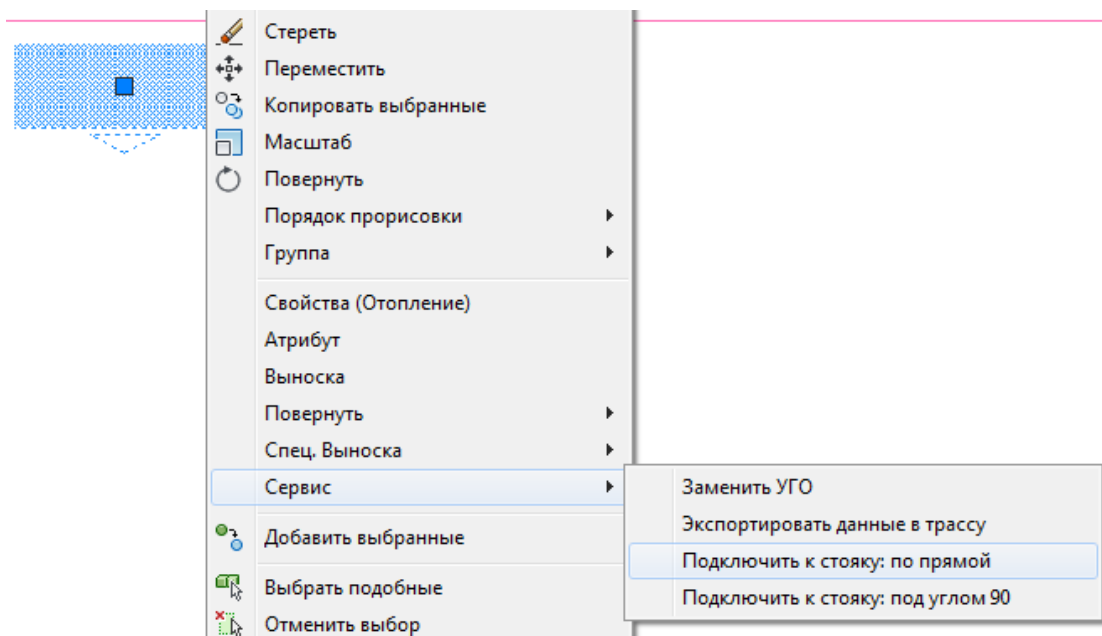 Стереть
Переместить
Копировать выбранные
Масштаб
Повернуть
Порядок прорисовки
Группа
Свойства (Отопление)
Атрибут
Выноска
Повернуть
Спец. Выноска
Сервис
Заменить УГО
Экспортировать данные в трассу
Подключить к стояку: по прямой
Подключить к стояку: под углом 90
Добавить выбранные
Выбрать подобные
Отменить выбор